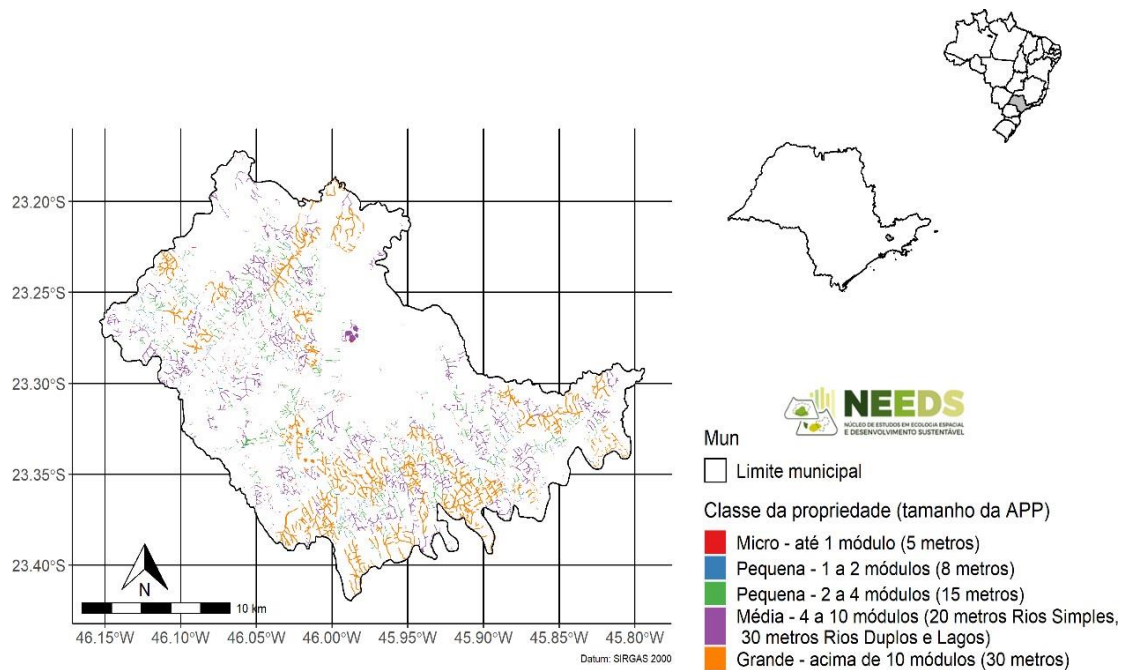 23.20°S
23.25°S
23.30°S
23.35°S
23.40°S
N
10 km
46.15°W 46.10°W 46.05°W 46.00°W 45.95°W 45.90°W 45.85°W 45.80°W
Datum: SIRGAS 2000
NEEDS
NÚCLEO DE ESTUDOS EM ECOLOGIA ESPACIAL
E DESENVOLVIMENTO SUSTENTÁVEL
Mun
Limite municipal
Classe da propriedade (tamanho da APP)
Micro - até 1 módulo (5 metros)
Pequena - 1 a 2 módulos (8 metros)
Pequena - 2 a 4 módulos (15 metros)
Média - 4 a 10 módulos (20 metros Rios Simples,
30 metros Rios Duplos e Lagos)
Grande - acima de 10 módulos (30 metros)